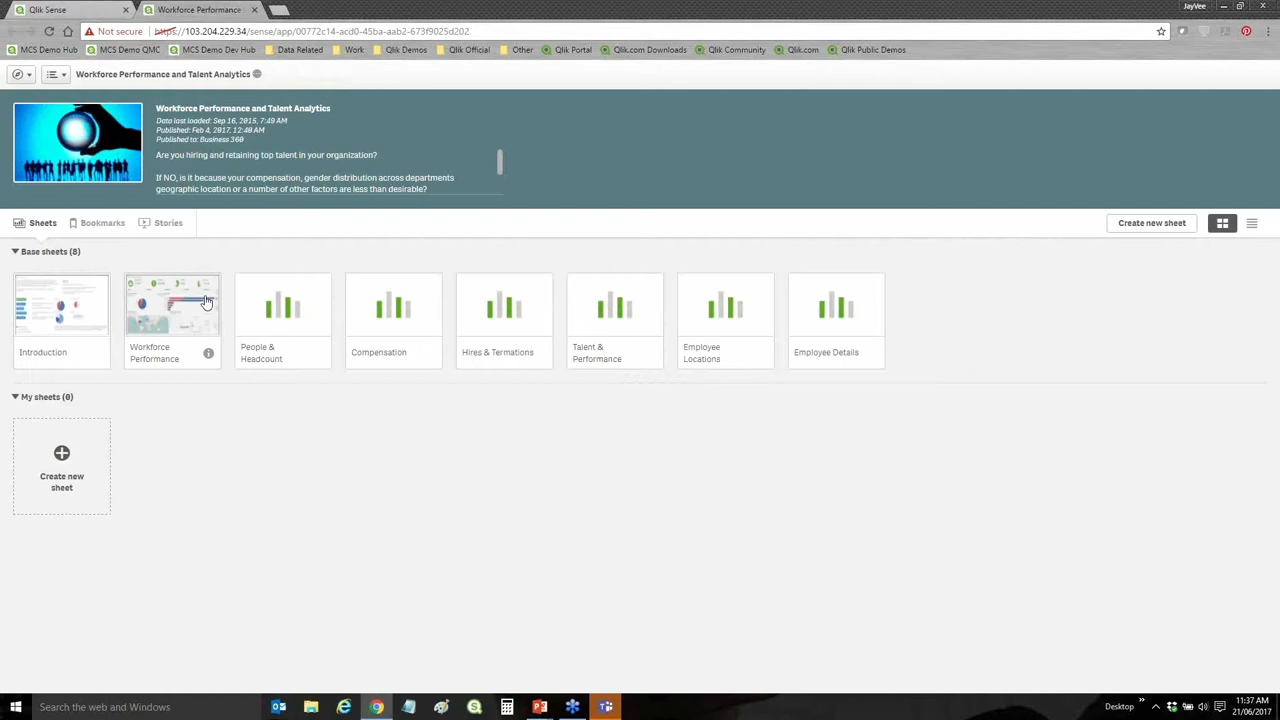 Qlik Sense
Workforce Performance
JayVee
Not secure
https://103.204.229.34/sense/app/00772c14-acd0-45ba-aab2-673f9025d202
MCS Demo Hub
MCS Demo QMC
MCS Demo Dev Hub
Data Related
Work
Qlik Demos
Qlik Official
Other
Qlik Portal
Qlik.com Downloads
Qlik Community
Qlik.com
Qlik Public Demos
Workforce Performance and Talent Analytics
Workforce Performance and Talent Analytics
Data last loaded: Sep 16, 2015, 7:49 AM
Published: Feb 4, 2017, 12:40 AM
Published to: Business 360
Are you hiring and retaining top talent in your organization?
If NO, is it because your compensation, gender distribution across departments
geographic location or a number of other factors are less than desirable?
Sheets
Bookmarks
Stories
Create new sheet
Base sheets (8)
Introduction
Workforce
Performance
People &
Headcount
Compensation
Hires & Termations
Talent &
Performance
Employee
Locations
Employee Details
My sheets (0)
Create new
sheet
Search the web and Windows
Desktop
11:37 AM
21/06/2017